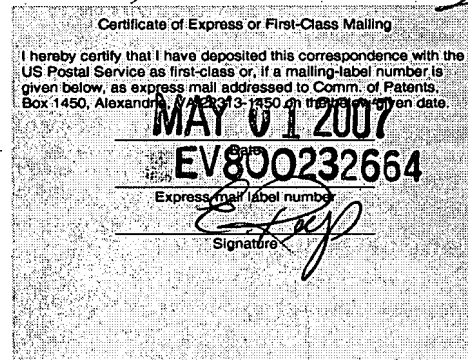 Certificate of Express or First-Class Mailing
I hereby certify that I have deposited this correspondence with the
US Postal Service as first-class or, if a mailing-label number is
given below, as express mail addressed to Comm. of Patents,
Box 1450, Alexandria, VA 22313-1450 on the below given date.
MAY 01 2007
Date
EV800232664
Express mail label number
Signature